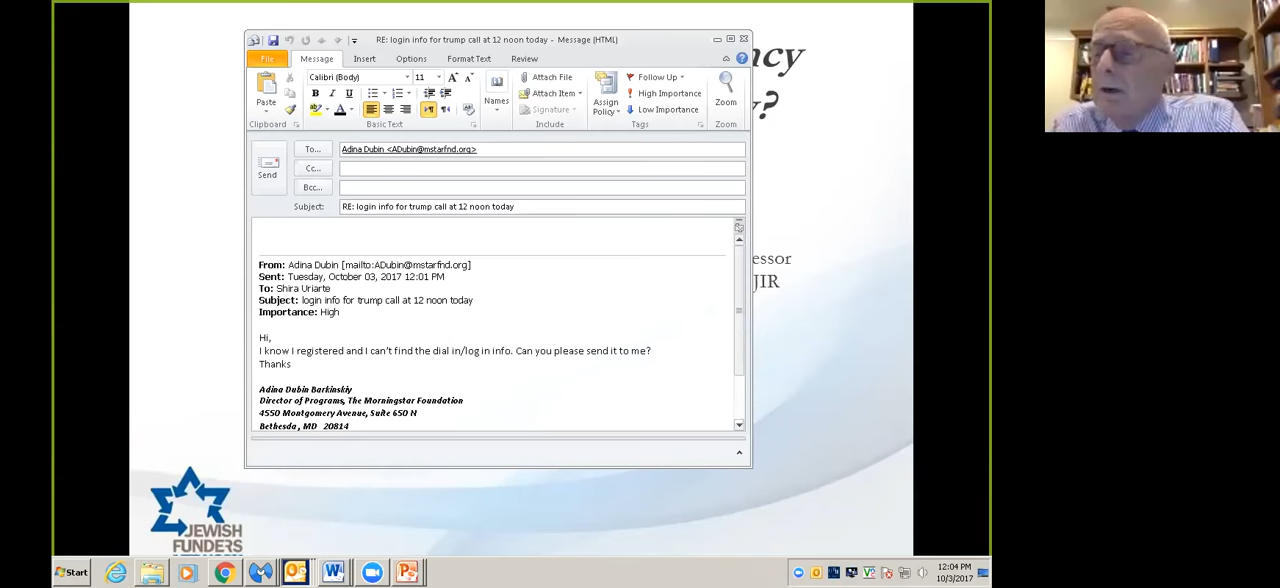 RE: login info for trump call at 12 noon today - Message (HTML)
File Message Insert Options Format Text Review
Calibri (Body) 11
Paste
B I U
Clipboard
Basic Text
Names
Attach File
Attach Item
Signature
Include
Assign Policy
Follow Up
High Importance
Low Importance
Tags
Zoom
Zoom
Send
To... Adina Dubin <ADubin@mstarfnd.org>
Cc...
Bcc...
Subject: RE: login info for trump call at 12 noon today
From: Adina Dubin [mailto:ADubin@mstarfnd.org]
Sent: Tuesday, October 03, 2017 12:01 PM
To: Shira Uriarte
Subject: login info for trump call at 12 noon today
Importance: High
Hi,
I know I registered and I can't find the dial in/log in info. Can you please send it to me?
Thanks
Adina Dubin Barkinskiy
Director of Programs, The Morningstar Foundation
4550 Montgomery Avenue, Suite 650 N
Bethesda, MD 20814
ncy
y?
essor
JIR
JEWISH
FUNDERS
Start
12:04 PM
10/3/2017